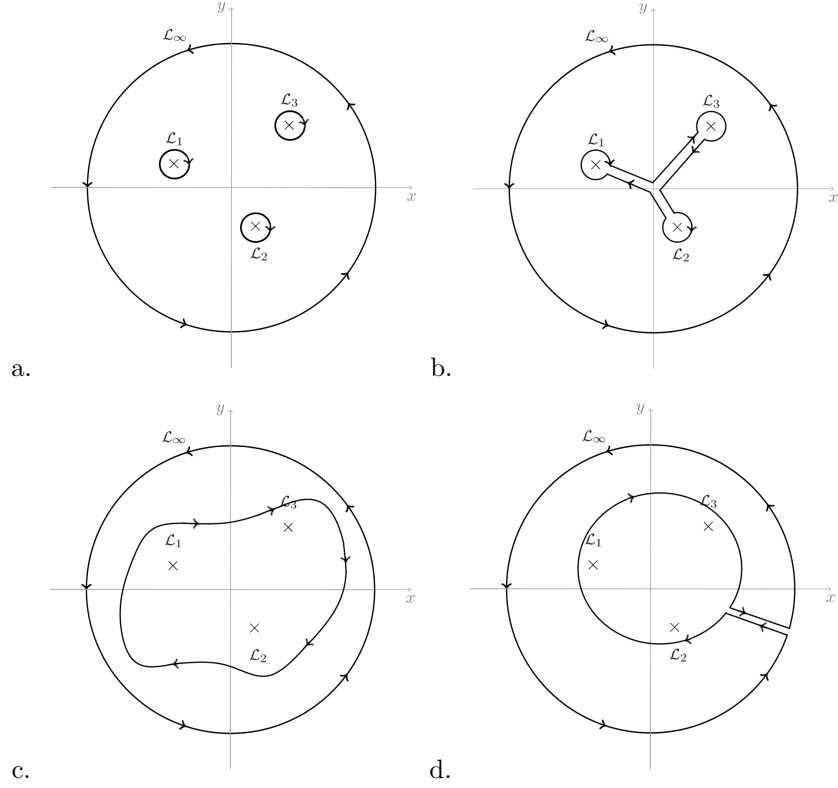 y
𝓛∞
𝓛3
𝓛1
x
𝓛2
a.
y
𝓛∞
𝓛3
𝓛1
x
𝓛2
b.
y
𝓛∞
𝓛3
𝓛1
x
𝓛2
c.
y
𝓛∞
𝓛3
𝓛1
x
𝓛2
d.